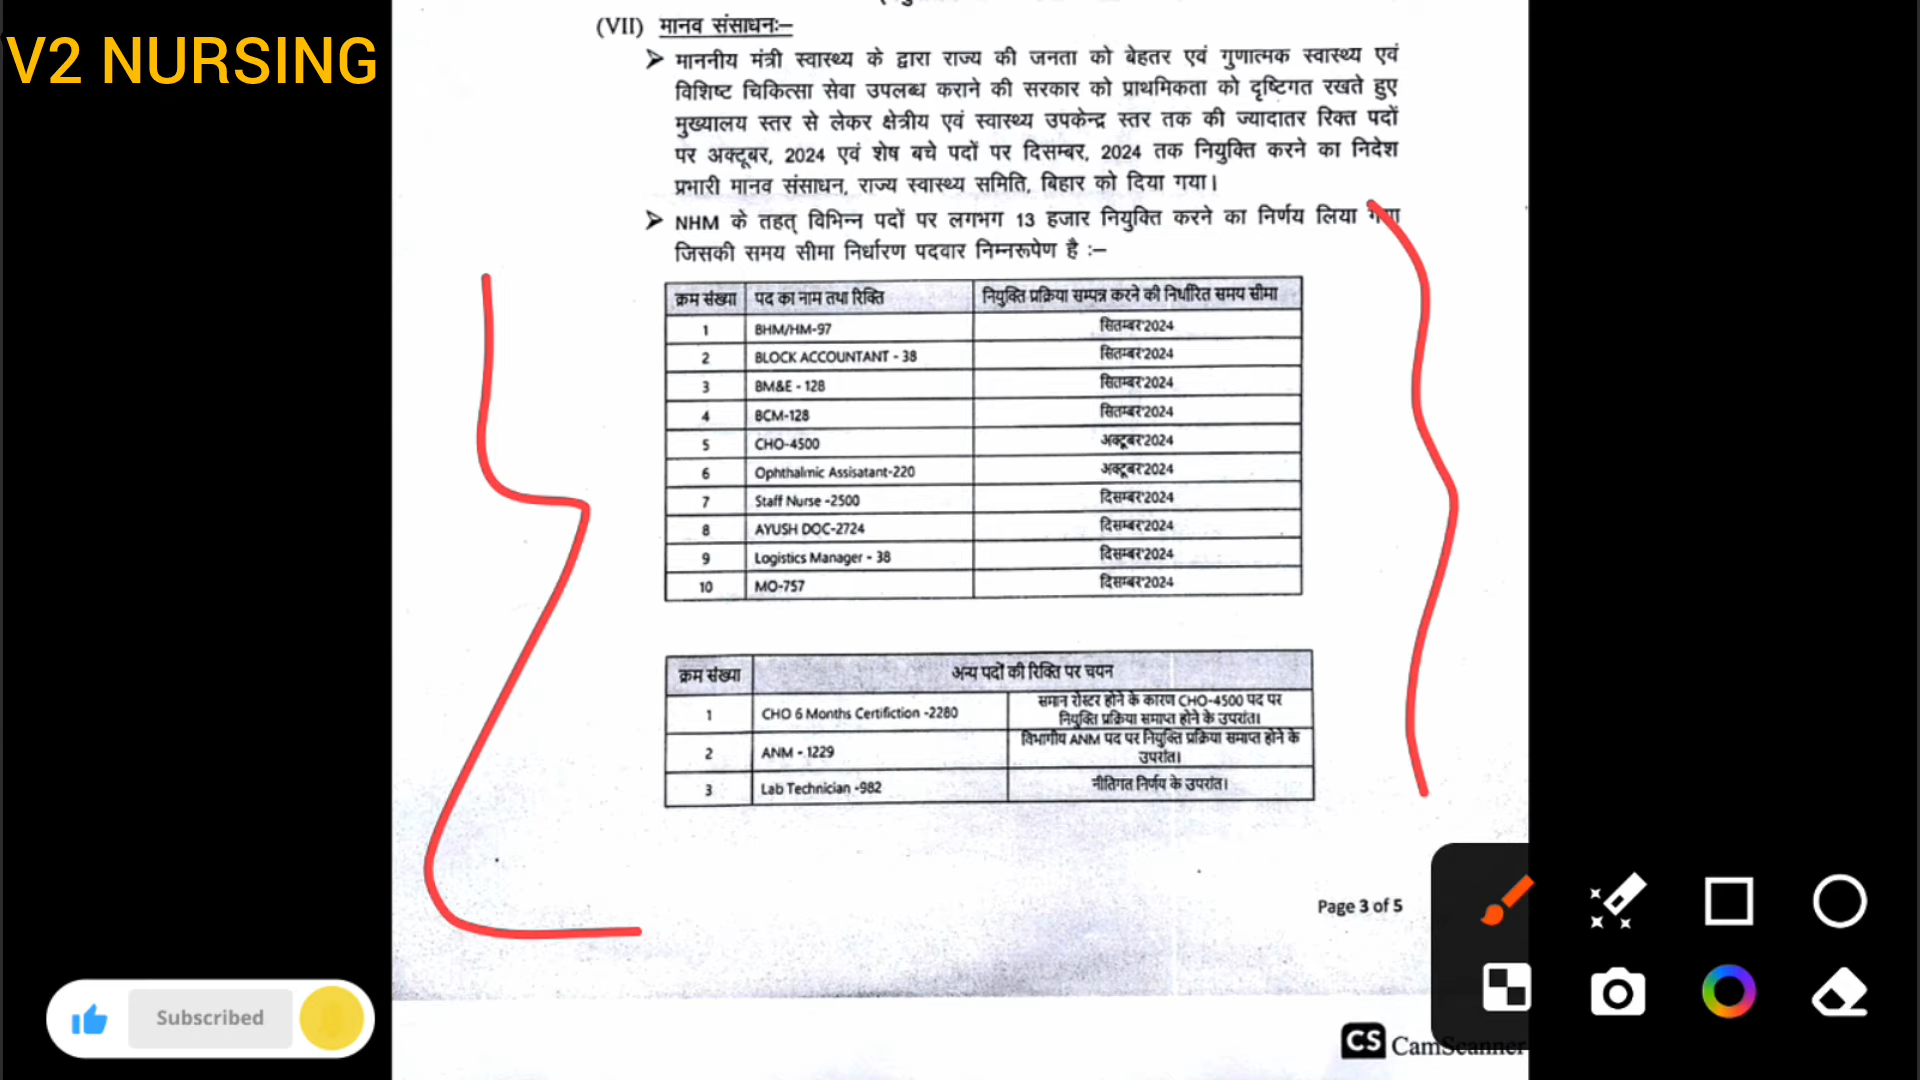 V2 NURSING
(VII) मानव संसाधनः–
➢ माननीय मंत्री स्वास्थ्य के द्वारा राज्य की जनता को बेहतर एवं गुणात्मक स्वास्थ्य एवं
विशिष्ट चिकित्सा सेवा उपलब्ध कराने की सरकार को प्राथमिकता को दृष्टिगत रखते हुए
मुख्यालय स्तर से लेकर क्षेत्रीय एवं स्वास्थ्य उपकेन्द्र स्तर तक की ज्यादातर रिक्त पदों
पर अक्टूबर, 2024 एवं शेष बचे पदों पर दिसम्बर, 2024 तक नियुक्ति करने का निदेश
प्रभारी मानव संसाधन, राज्य स्वास्थ्य समिति, बिहार को दिया गया।
➢ NHM के तहत् विभिन्न पदों पर लगभग 13 हजार नियुक्ति करने का निर्णय लिया गया
जिसकी समय सीमा निर्धारण पदवार निम्नरूपेण है :–
क्रम संख्या पद का नाम तथा रिक्ति नियुक्ति प्रक्रिया सम्पन्न करने की निर्धारित समय सीमा
1 BHM/HM-97 सितम्बर'2024
2 BLOCK ACCOUNTANT - 38 सितम्बर'2024
3 BM&E - 128 सितम्बर'2024
4 BCM-128 सितम्बर'2024
5 CHO-4500 अक्टूबर'2024
6 Ophthalmic Assisatant-220 अक्टूबर'2024
7 Staff Nurse -2500 दिसम्बर'2024
8 AYUSH DOC-2724 दिसम्बर'2024
9 Logistics Manager - 38 दिसम्बर'2024
10 MO-757 दिसम्बर'2024
क्रम संख्या अन्य पदों की रिक्ति पर चयन
1 CHO 6 Months Certifiction -2280 समान रोस्टर होने के कारण CHO-4500 पद पर
नियुक्ति प्रक्रिया समाप्त होने के उपरांत।
2 ANM - 1229 विभागीय ANM पद पर नियुक्ति प्रक्रिया समाप्त होने के
उपरांत।
3 Lab Technician -982 नीतिगत निर्णय के उपरांत।
Page 3 of 5
Subscribed
CS CamScanner